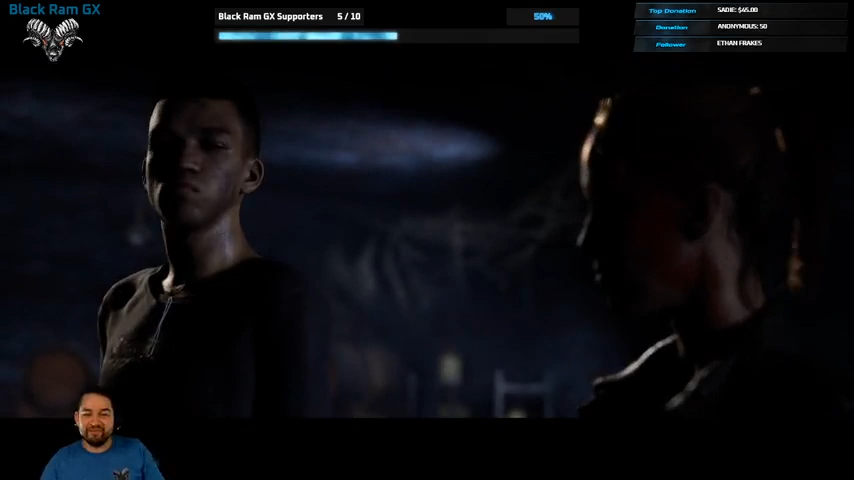 Black Ram GX
Black Ram GX Supporters 5 / 10
50%
Top Donation SADIE: $45.00
Donation ANONYMOUS: 50
Follower ETHAN FRAKES